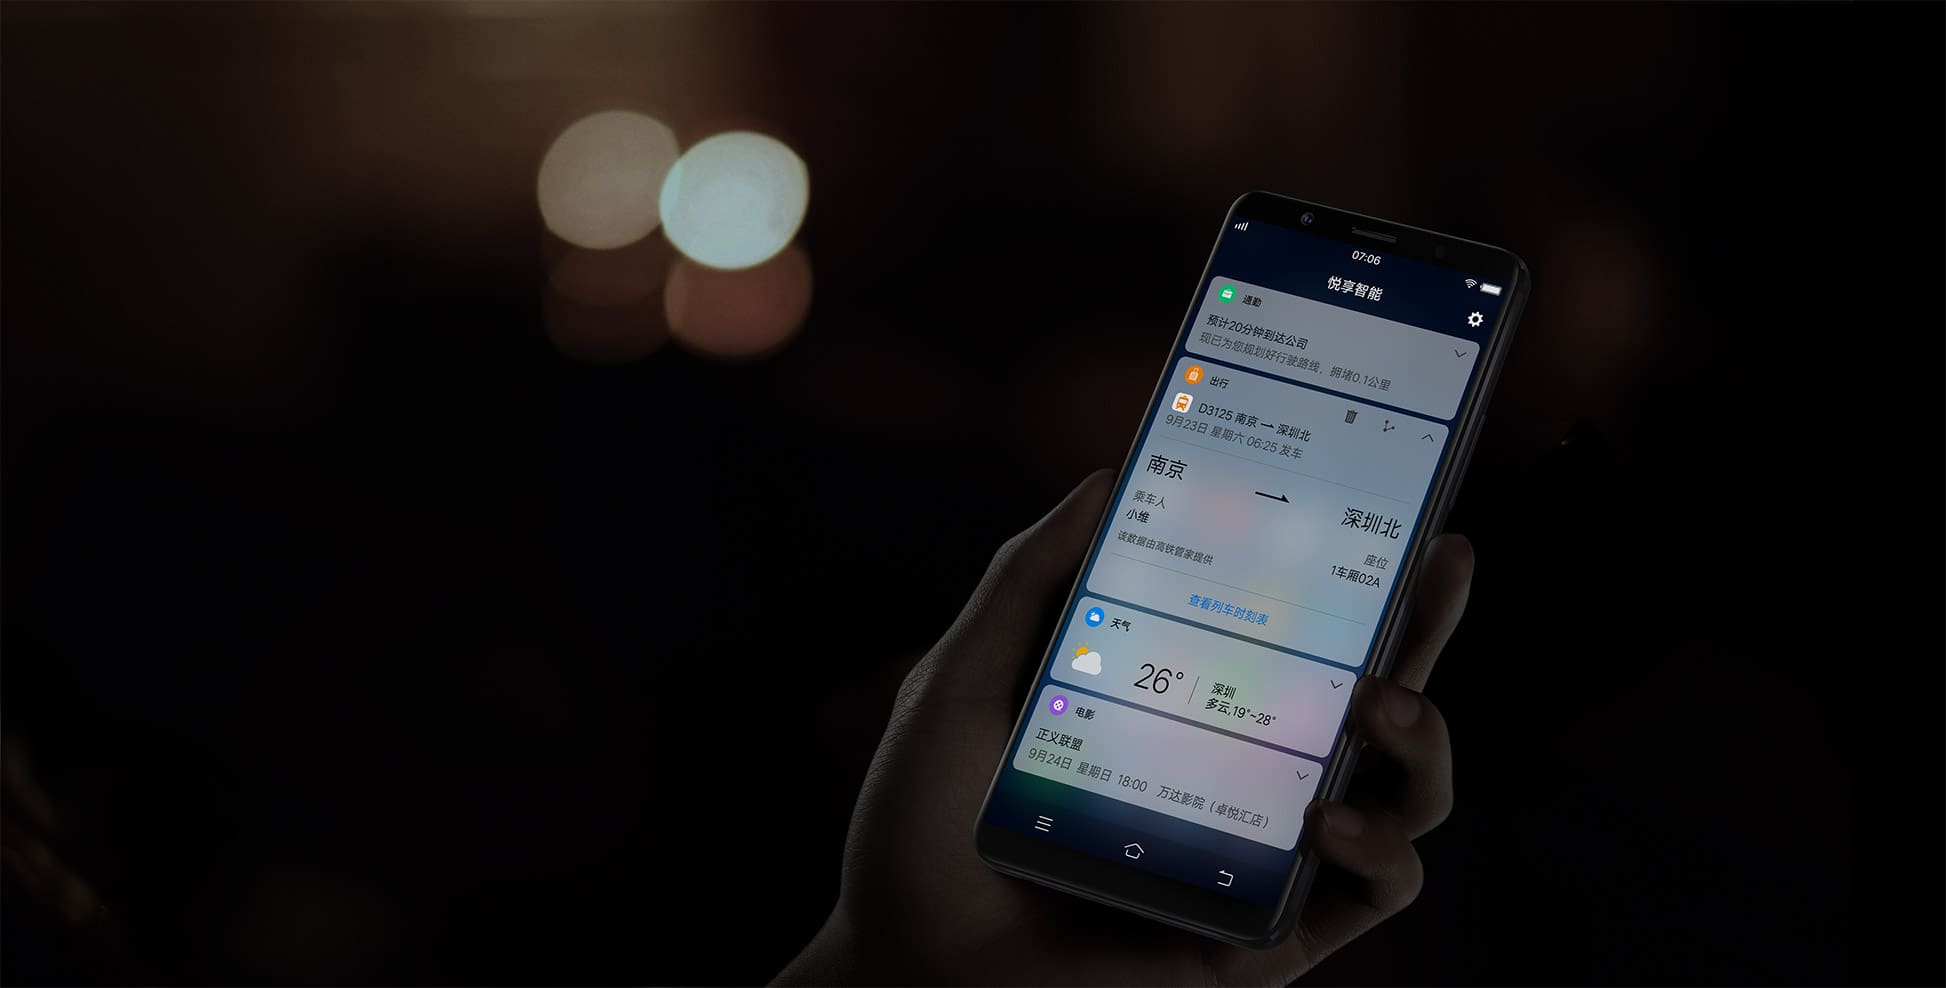 07:06
悦享智能
通勤
预计20分钟到达公司
现已为您规划好行驶路线，拥堵0.1公里
出行
D3125 南京 → 深圳北
9月23日 星期六 06:25 发车
南京 → 深圳北
乘车人
小维
座位
1车厢02A
该数据由高铁管家提供
查看列车时刻表
天气
26°
深圳
多云,19°~28°
电影
正义联盟
9月24日 星期日 18:00 万达影院（卓悦汇店）